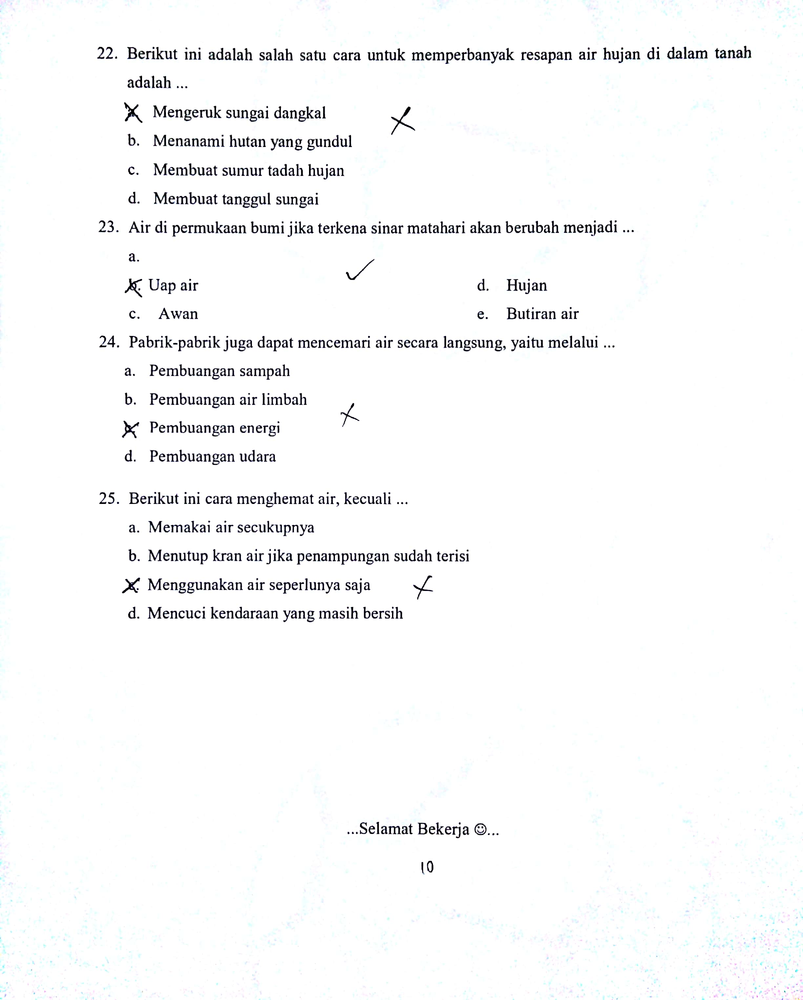 22. Berikut ini adalah salah satu cara untuk memperbanyak resapan air hujan di dalam tanah
adalah ...
a. Mengeruk sungai dangkal
b. Menanami hutan yang gundul
c. Membuat sumur tadah hujan
d. Membuat tanggul sungai
23. Air di permukaan bumi jika terkena sinar matahari akan berubah menjadi ...
a.
b. Uap air d. Hujan
c. Awan e. Butiran air
24. Pabrik-pabrik juga dapat mencemari air secara langsung, yaitu melalui ...
a. Pembuangan sampah
b. Pembuangan air limbah
c. Pembuangan energi
d. Pembuangan udara
25. Berikut ini cara menghemat air, kecuali ...
a. Memakai air secukupnya
b. Menutup kran air jika penampungan sudah terisi
c. Menggunakan air seperlunya saja
d. Mencuci kendaraan yang masih bersih
...Selamat Bekerja ☺...
10